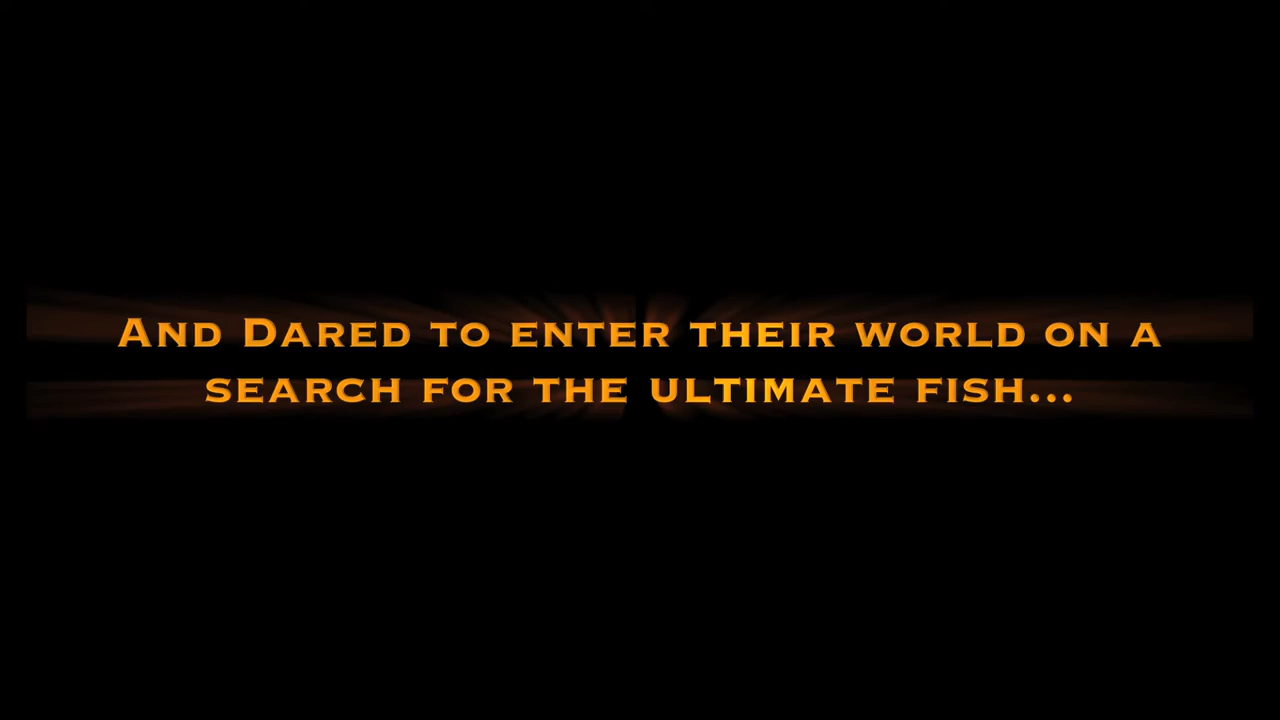 And Dared to enter their world on a
search for the ultimate fish...